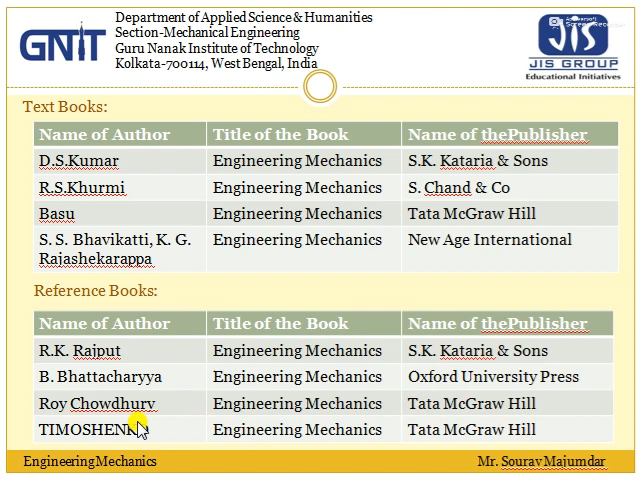 Department of Applied Science & Humanities
Section-Mechanical Engineering
Guru Nanak Institute of Technology
Kolkata-700114, West Bengal, India
GNIT
JIS
JIS GROUP
Educational Initiatives
Text Books:
Name of Author Title of the Book Name of thePublisher
D.S.Kumar Engineering Mechanics S.K. Kataria & Sons
R.S.Khurmi Engineering Mechanics S. Chand & Co
Basu Engineering Mechanics Tata McGraw Hill
S. S. Bhavikatti, K. G. Engineering Mechanics New Age International
Rajashekarappa
Reference Books:
Name of Author Title of the Book Name of thePublisher
R.K. Rajput Engineering Mechanics S.K. Kataria & Sons
B. Bhattacharyya Engineering Mechanics Oxford University Press
Roy Chowdhury Engineering Mechanics Tata McGraw Hill
Engineering Mechanics Tata McGraw Hill
EngineeringMechanics Mr. Sourav Majumdar